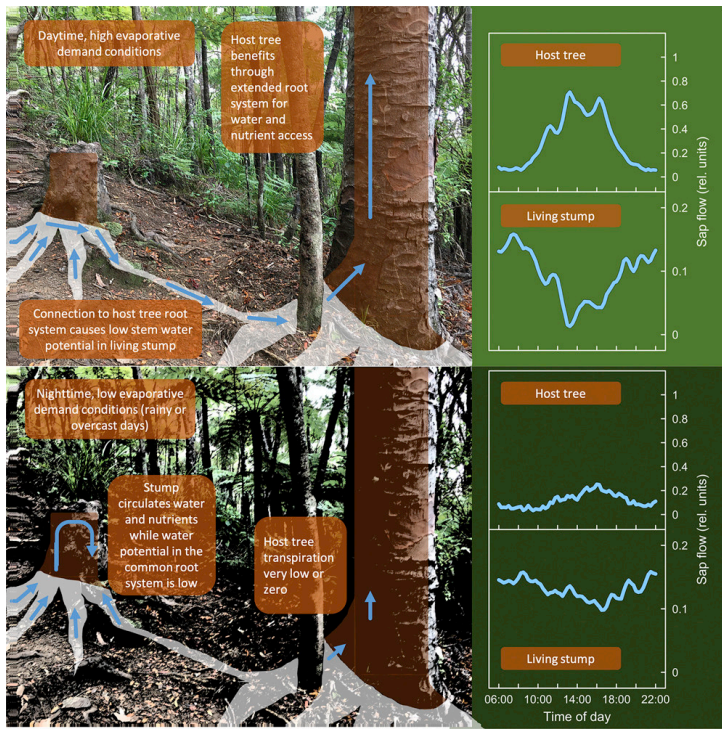 Daytime, high evaporative
demand conditions
Host tree
benefits
through
extended root
system for
water and
nutrient access
Connection to host tree root
system causes low stem water
potential in living stump
Host tree
1
0.8
0.6
0.4
0.2
0
Living stump
0.2
0.1
0
Sap flow (rel. units)
Nighttime, low evaporative
demand conditions (rainy or
overcast days)
Stump
circulates water
and nutrients
while water
potential in the
common root
system is low
Host tree
transpiration
very low or
zero
Host tree
1
0.8
0.6
0.4
0.2
0
0.2
0.1
0
Living stump
Sap flow (rel. units)
06:00 10:00 14:00 18:00 22:00
Time of day